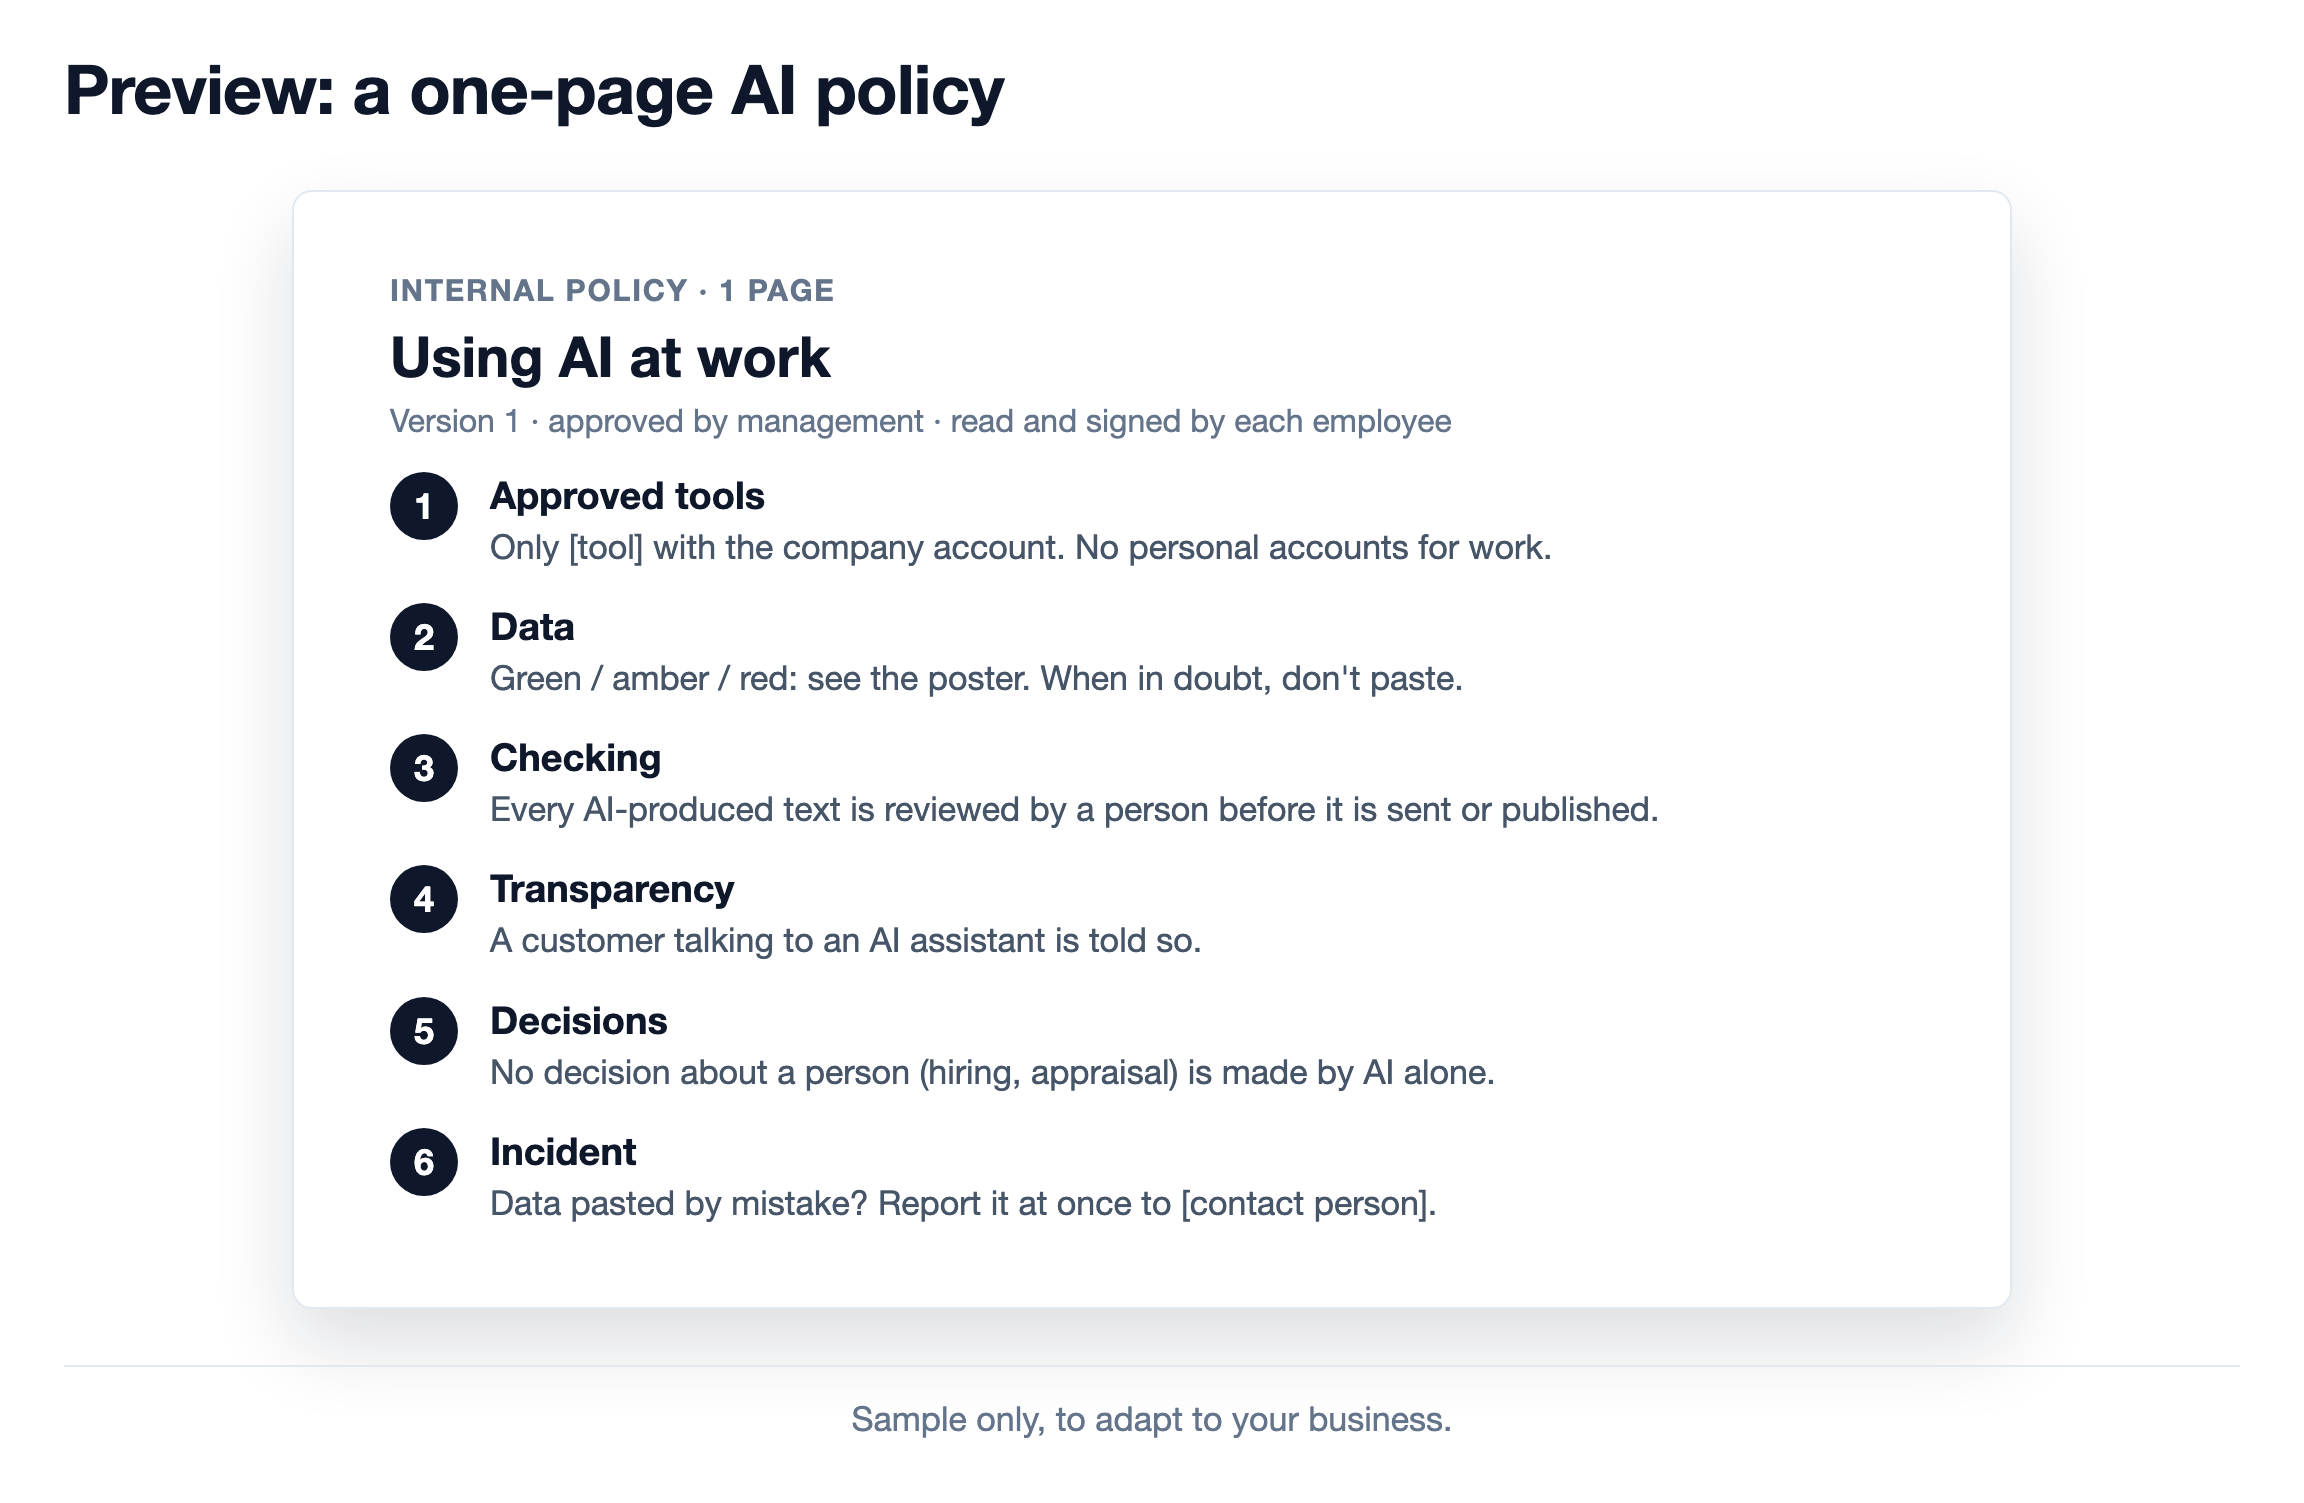 Preview: a one-page AI policy
INTERNAL POLICY · 1 PAGE
Using AI at work
Version 1 · approved by management · read and signed by each employee
1
Approved tools
Only [tool] with the company account. No personal accounts for work.
2
Data
Green / amber / red: see the poster. When in doubt, don't paste.
3
Checking
Every AI-produced text is reviewed by a person before it is sent or published.
4
Transparency
A customer talking to an AI assistant is told so.
5
Decisions
No decision about a person (hiring, appraisal) is made by AI alone.
6
Incident
Data pasted by mistake? Report it at once to [contact person].
Sample only, to adapt to your business.